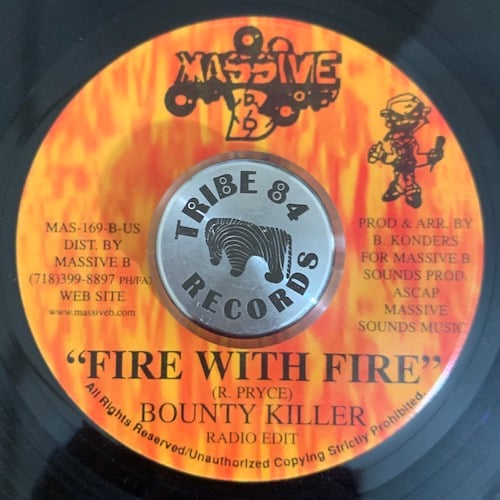 MASSIVE
B
TRIBE 84
RECORDS
MAS-169-B-US
DIST. BY
MASSIVE B
(718)399-8897 PH/FAX
WEB SITE
www.massiveb.com
PROD & ARR. BY
B. KONDERS
FOR MASSIVE B
SOUNDS PROD.
ASCAP
MASSIVE
SOUNDS MUSIC
“FIRE WITH FIRE”
(R. PRYCE)
BOUNTY KILLER
RADIO EDIT
All Rights Reserved/Unauthorized Copying Strictly Prohibited.